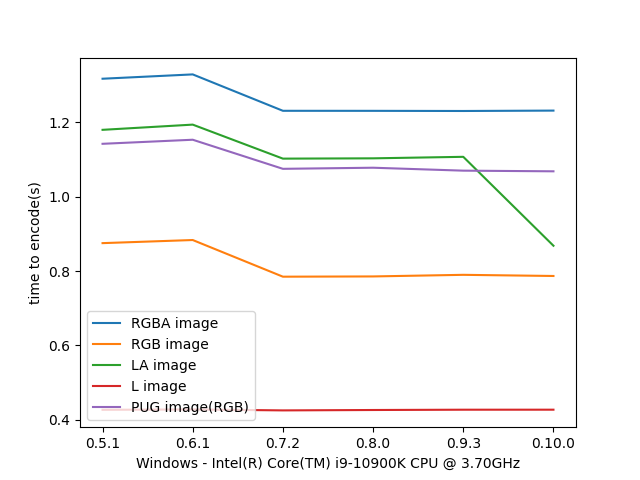 time to encode(s)
1.2
1.0
0.8
0.6
0.4
RGBA image
RGB image
LA image
L image
PUG image(RGB)
0.5.1 0.6.1 0.7.2 0.8.0 0.9.3 0.10.0
Windows - Intel(R) Core(TM) i9-10900K CPU @ 3.70GHz